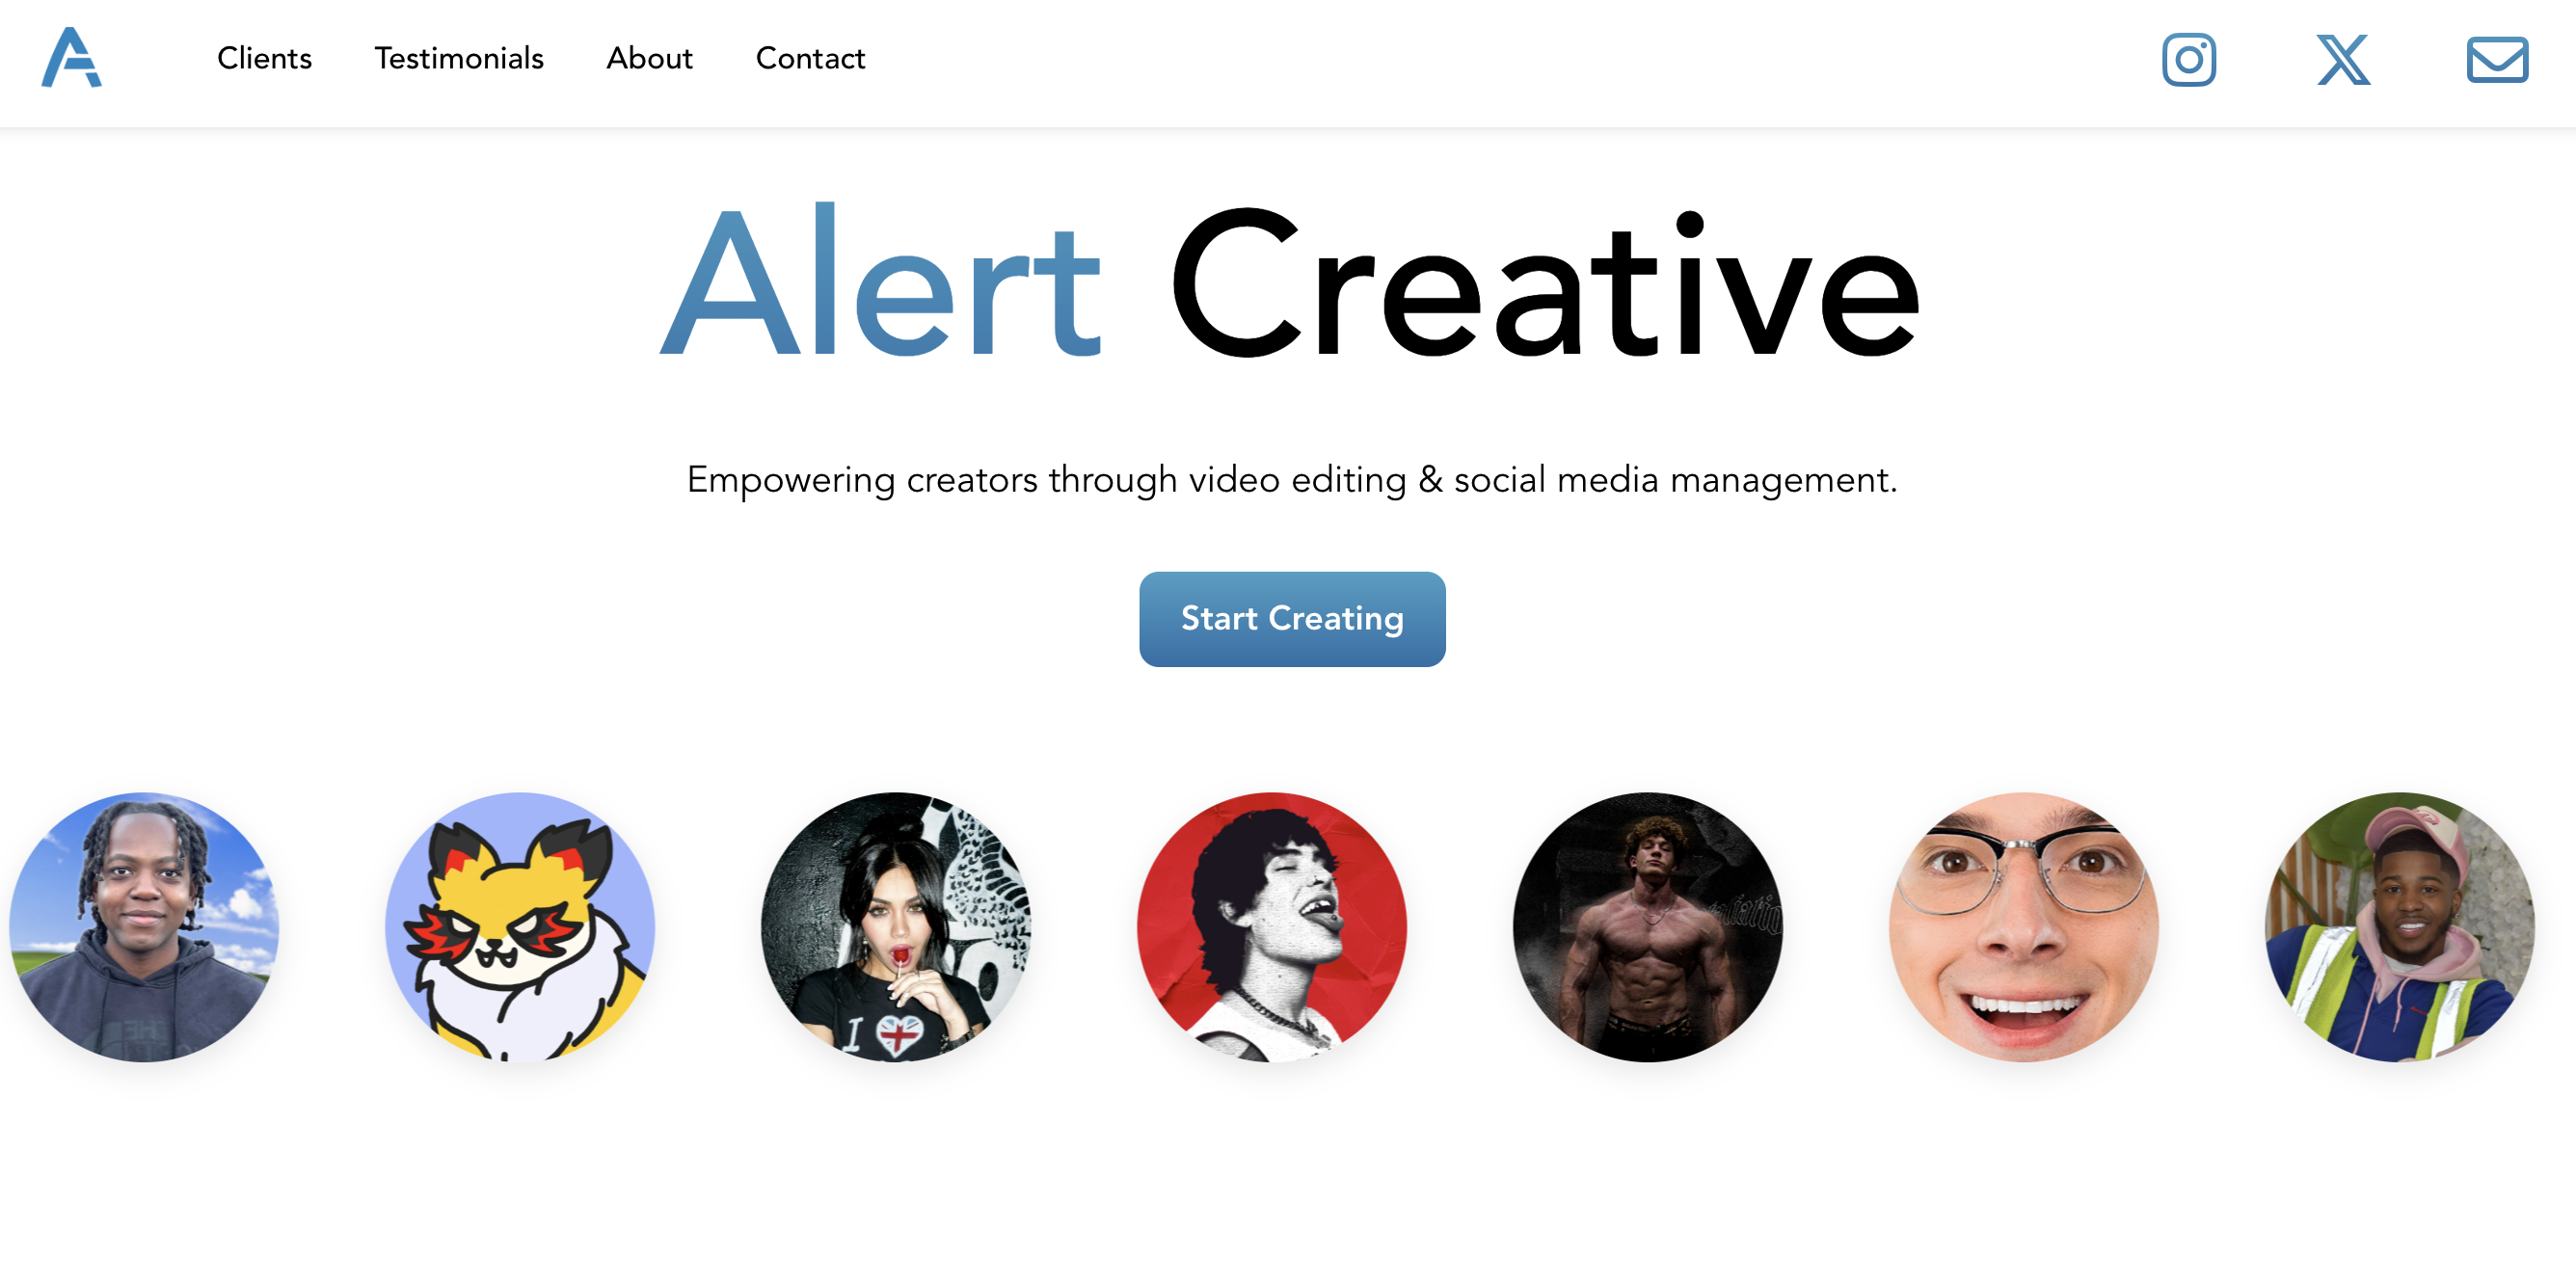 Clients Testimonials About Contact
Alert Creative
Empowering creators through video editing & social media management.
Start Creating
I